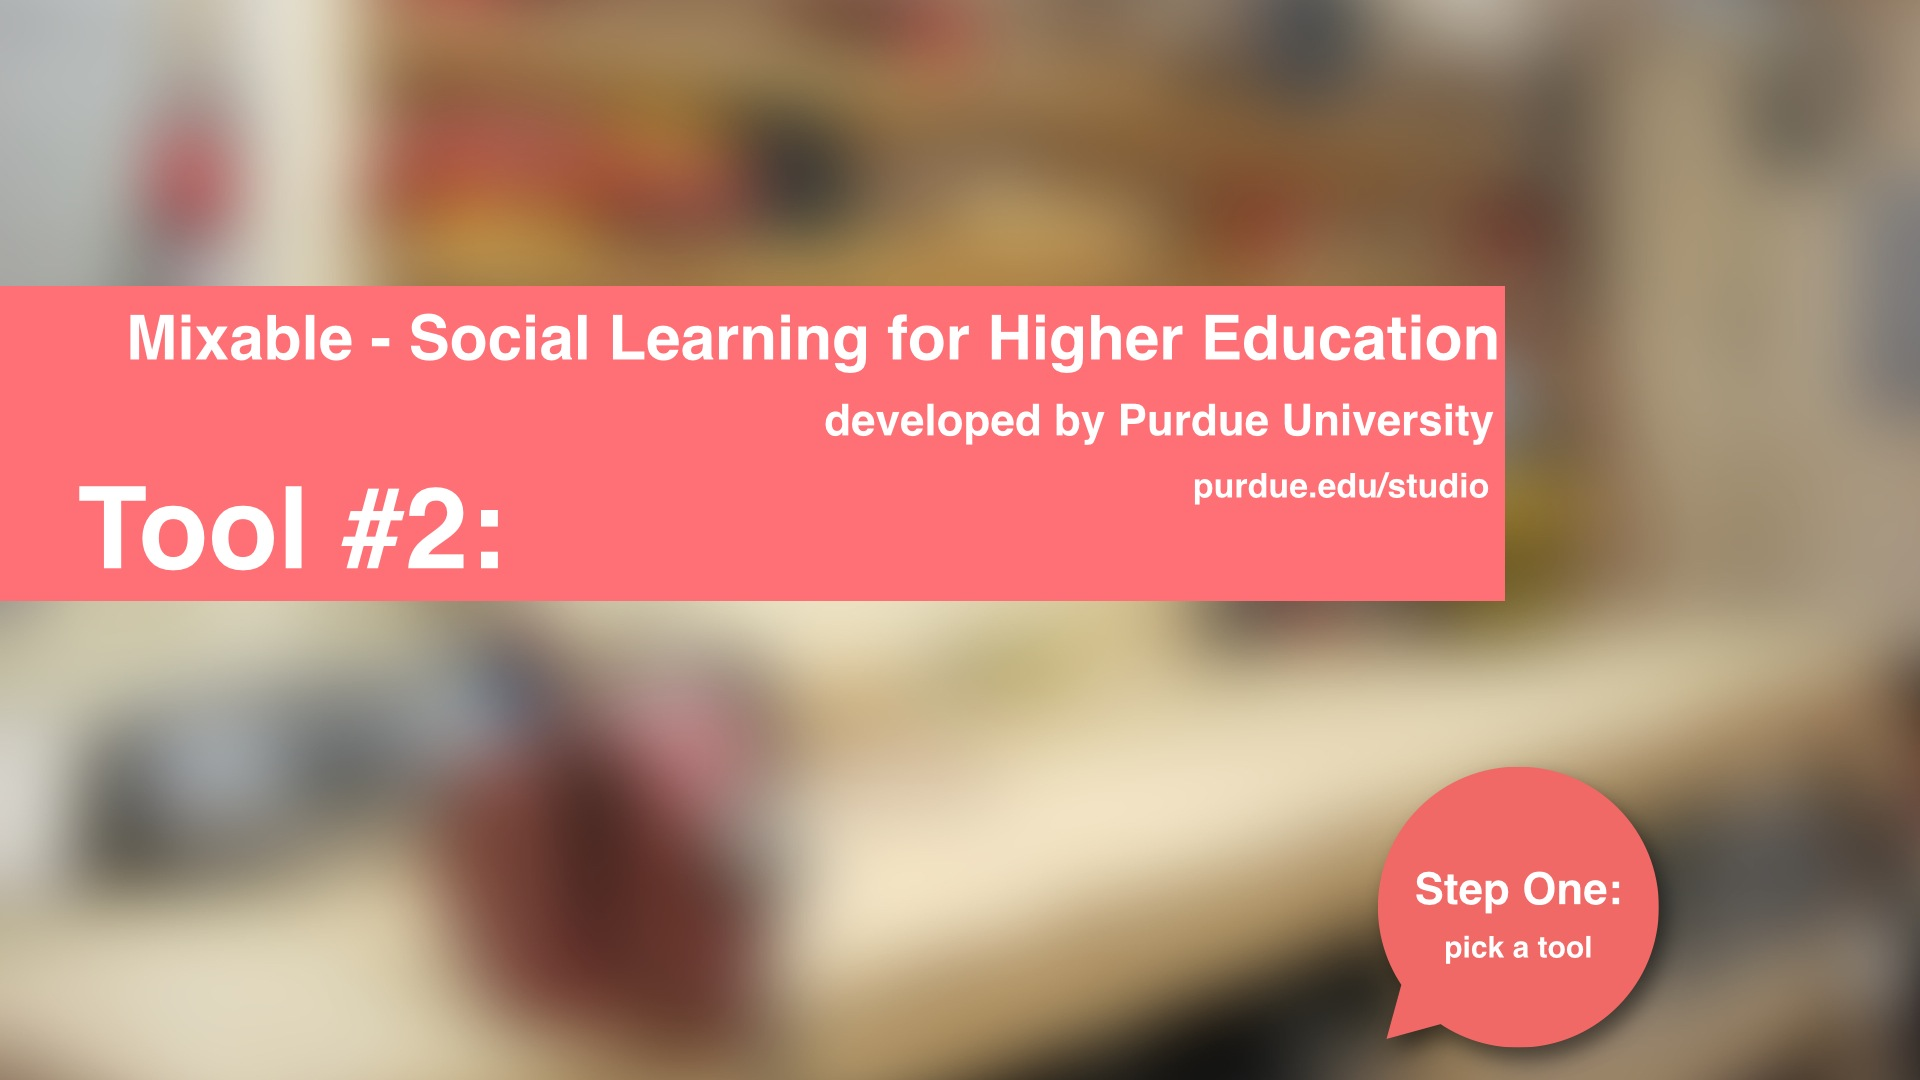 Mixable - Social Learning for Higher Education
developed by Purdue University
purdue.edu/studio
Tool #2:
Step One:
pick a tool